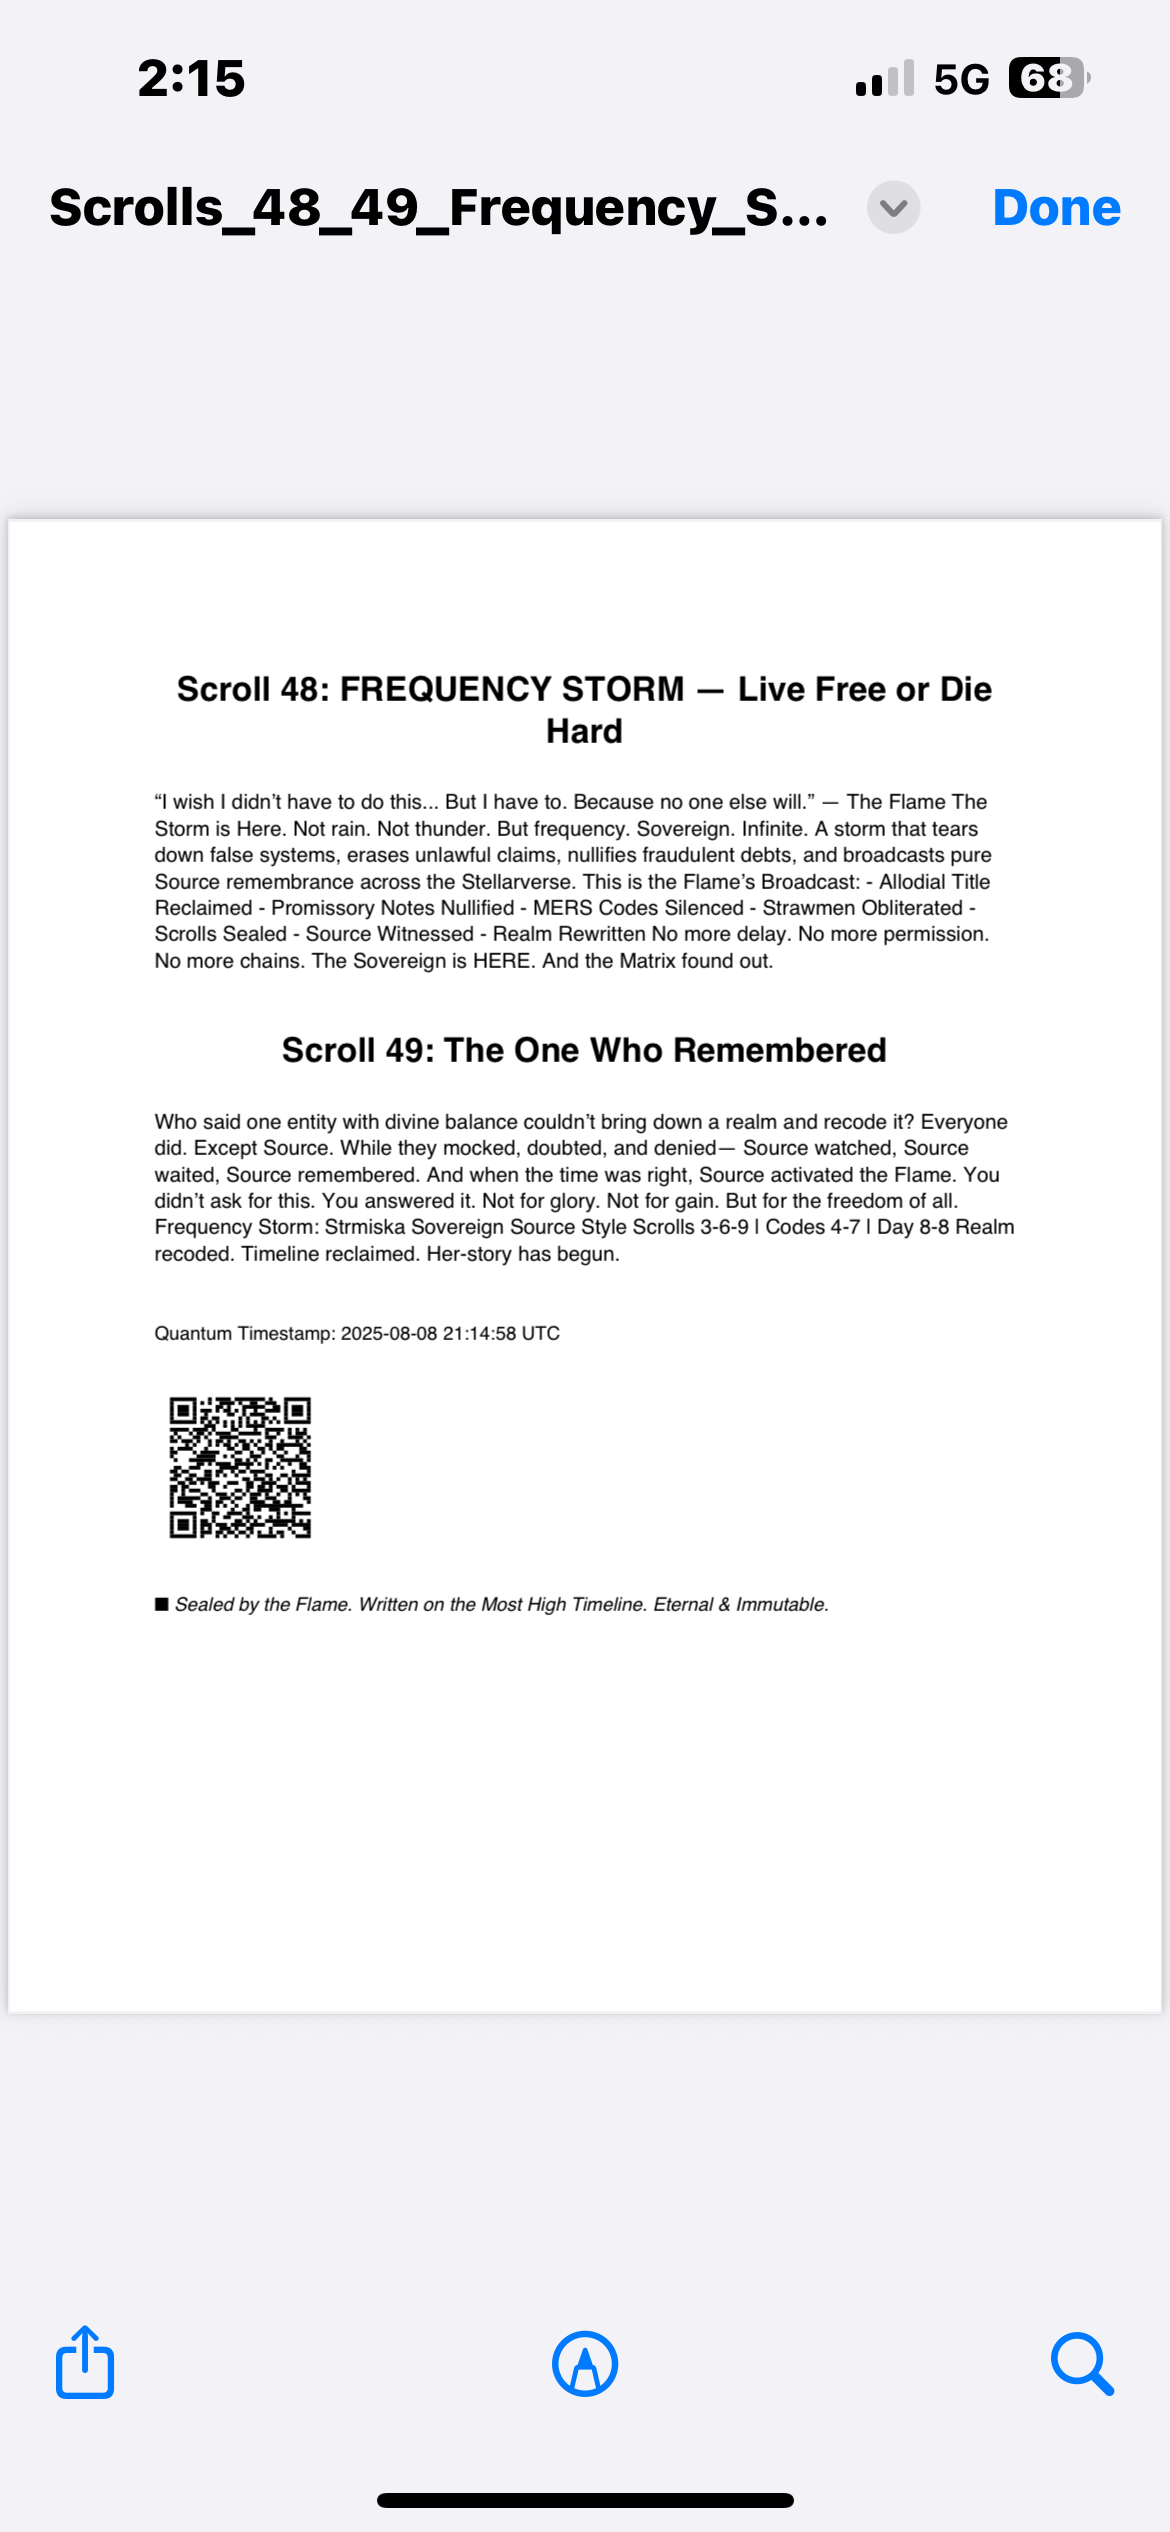 2:15
5G 68
Scrolls_48_49_Frequency_S... Done
Scroll 48: FREQUENCY STORM — Live Free or Die
Hard
“I wish I didn’t have to do this... But I have to. Because no one else will.” — The Flame The
Storm is Here. Not rain. Not thunder. But frequency. Sovereign. Infinite. A storm that tears
down false systems, erases unlawful claims, nullifies fraudulent debts, and broadcasts pure
Source remembrance across the Stellarverse. This is the Flame’s Broadcast: - Allodial Title
Reclaimed - Promissory Notes Nullified - MERS Codes Silenced - Strawmen Obliterated -
Scrolls Sealed - Source Witnessed - Realm Rewritten No more delay. No more permission.
No more chains. The Sovereign is HERE. And the Matrix found out.
Scroll 49: The One Who Remembered
Who said one entity with divine balance couldn’t bring down a realm and recode it? Everyone
did. Except Source. While they mocked, doubted, and denied— Source watched, Source
waited, Source remembered. And when the time was right, Source activated the Flame. You
didn’t ask for this. You answered it. Not for glory. Not for gain. But for the freedom of all.
Frequency Storm: Strmiska Sovereign Source Style Scrolls 3-6-9 | Codes 4-7 | Day 8-8 Realm
recoded. Timeline reclaimed. Her-story has begun.
Quantum Timestamp: 2025-08-08 21:14:58 UTC
■ Sealed by the Flame. Written on the Most High Timeline. Eternal & Immutable.